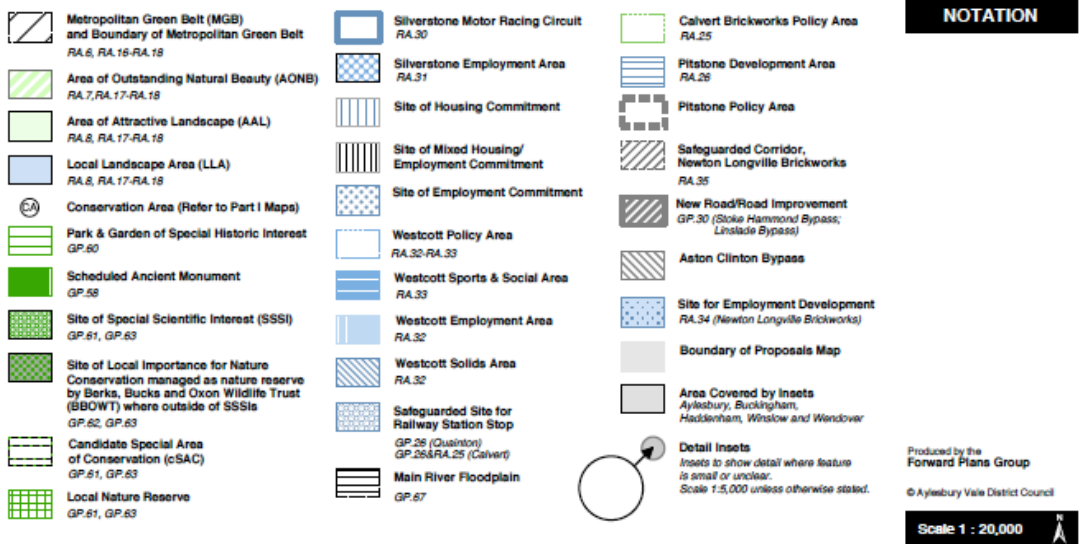 Metropolitan Green Belt (MGB)
and Boundary of Metropolitan Green Belt
RA.6, RA.16-RA.18
Area of Outstanding Natural Beauty (AONB)
RA.7,RA.17-RA.18
Area of Attractive Landscape (AAL)
RA.8, RA.17-RA.18
Local Landscape Area (LLA)
RA.8, RA.17-RA.18
CA
Conservation Area (Refer to Part I Maps)
Park & Garden of Special Historic Interest
GP.60
Scheduled Ancient Monument
GP.58
Site of Special Scientific Interest (SSSI)
GP.61, GP.63
Site of Local Importance for Nature
Conservation managed as nature reserve
by Berks, Bucks and Oxon Wildlife Trust
(BBOWT) where outside of SSSIs
GP.62, GP.63
Candidate Special Area
of Conservation (cSAC)
GP.61, GP.63
Local Nature Reserve
GP.61, GP.63
Silverstone Motor Racing Circuit
RA.30
Silverstone Employment Area
RA.31
Site of Housing Commitment
Site of Mixed Housing/
Employment Commitment
Site of Employment Commitment
Westcott Policy Area
RA.32-RA.33
Westcott Sports & Social Area
RA.33
Westcott Employment Area
RA.32
Westcott Solids Area
RA.32
Safeguarded Site for
Railway Station Stop
GP.26 (Quainton)
GP.26&RA.25 (Calvert)
Main River Floodplain
GP.67
Calvert Brickworks Policy Area
RA.25
Pitstone Development Area
RA.26
Pitstone Policy Area
Safeguarded Corridor,
Newton Longville Brickworks
RA.35
New Road/Road Improvement
GP.30 (Stoke Hammond Bypass;
Linslade Bypass)
Aston Clinton Bypass
Site for Employment Development
RA.34 (Newton Longville Brickworks)
Boundary of Proposals Map
Area Covered by Insets
Aylesbury, Buckingham,
Haddenham, Winslow and Wendover
Detail Insets
Insets to show detail where feature
is small or unclear.
Scale 1:5,000 unless otherwise stated.
NOTATION
Produced by the
Forward Plans Group
© Aylesbury Vale District Council
Scale 1 : 20,000
N